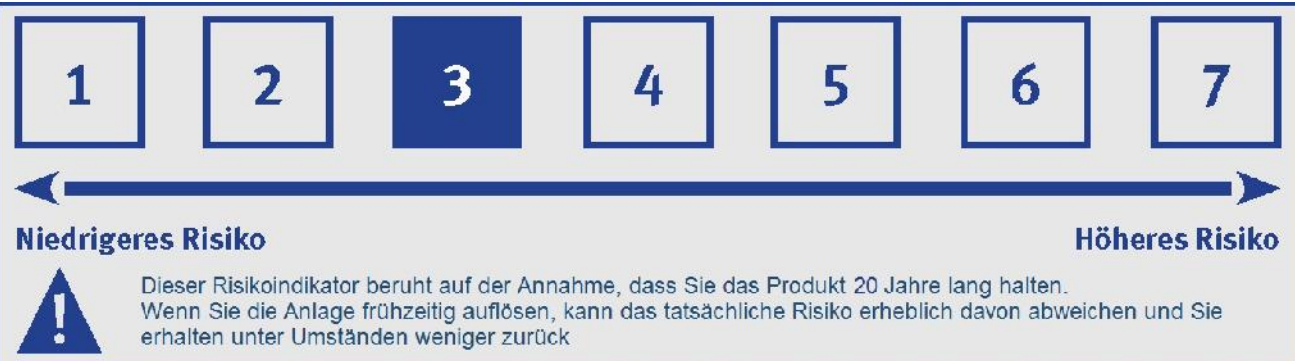 1 2 3 4 5 6 7
Niedrigeres Risiko Höheres Risiko
!
Dieser Risikoindikator beruht auf der Annahme, dass Sie das Produkt 20 Jahre lang halten.
Wenn Sie die Anlage frühzeitig auflösen, kann das tatsächliche Risiko erheblich davon abweichen und Sie
erhalten unter Umständen weniger zurück